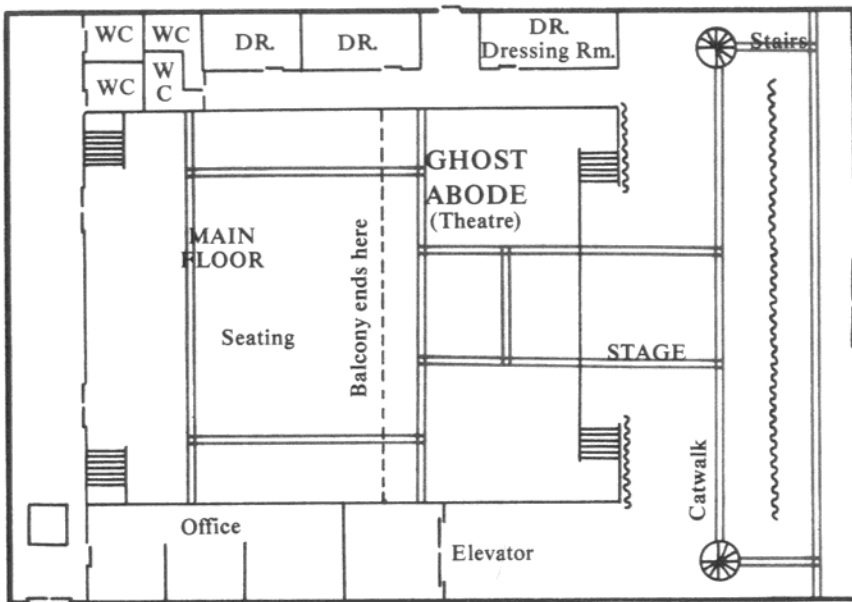 WC
WC
DR.
DR.
DR.
Dressing Rm.
Stairs
WC
W
C
GHOST
ABODE
(Theatre)
MAIN
FLOOR
Balcony ends here
Seating
STAGE
Catwalk
Office
Elevator